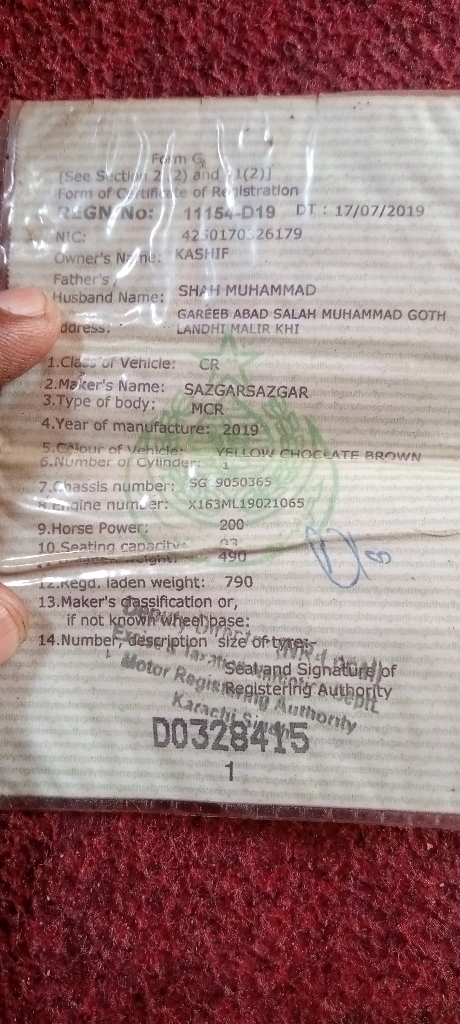 Form G
[See Section 2(2) and 1(2)]
Form of Certificate of Registration
REGN.No: 11154-D19 DT : 17/07/2019
NIC: 4250170526179
Owner's Name: KASHIF
Father's/
Husband Name: SHAH MUHAMMAD
GAREEB ABAD SALAH MUHAMMAD GOTH
ddress: LANDHI MALIR KHI
1.Class of Vehicle: CR
2.Maker's Name: SAZGARSAZGAR
3.Type of body: MCR
4.Year of manufacture: 2019
5.Colour of Vehicle: YELLOW CHOCLATE BROWN
6.Number of Cylinder: 1
7.Chassis number: SG 9050365
8.Engine number: X163ML19021065
9.Horse Power: 200
10.Seating capacity: 03
weight: 490
12.Regd. laden weight: 790
13.Maker's classification or,
if not known wheel base:
14.Number, description size of tyre:-
Seal and Signature of
Registering Authority
Motor Registering Authority
Karachi
D0328415
1